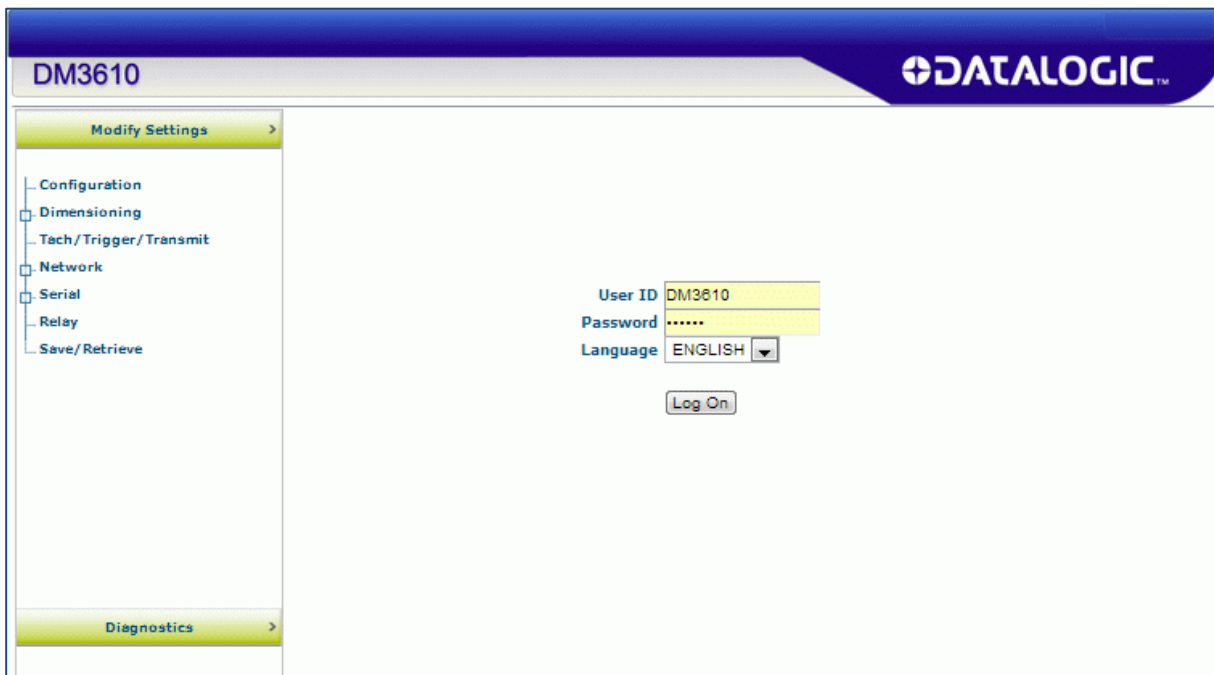 DM3610
DATALOGIC™
Modify Settings >
Configuration
Dimensioning
Tach/Trigger/Transmit
Network
Serial
Relay
Save/Retrieve
User ID DM3610
Password ••••••
Language ENGLISH
Log On
Diagnostics >